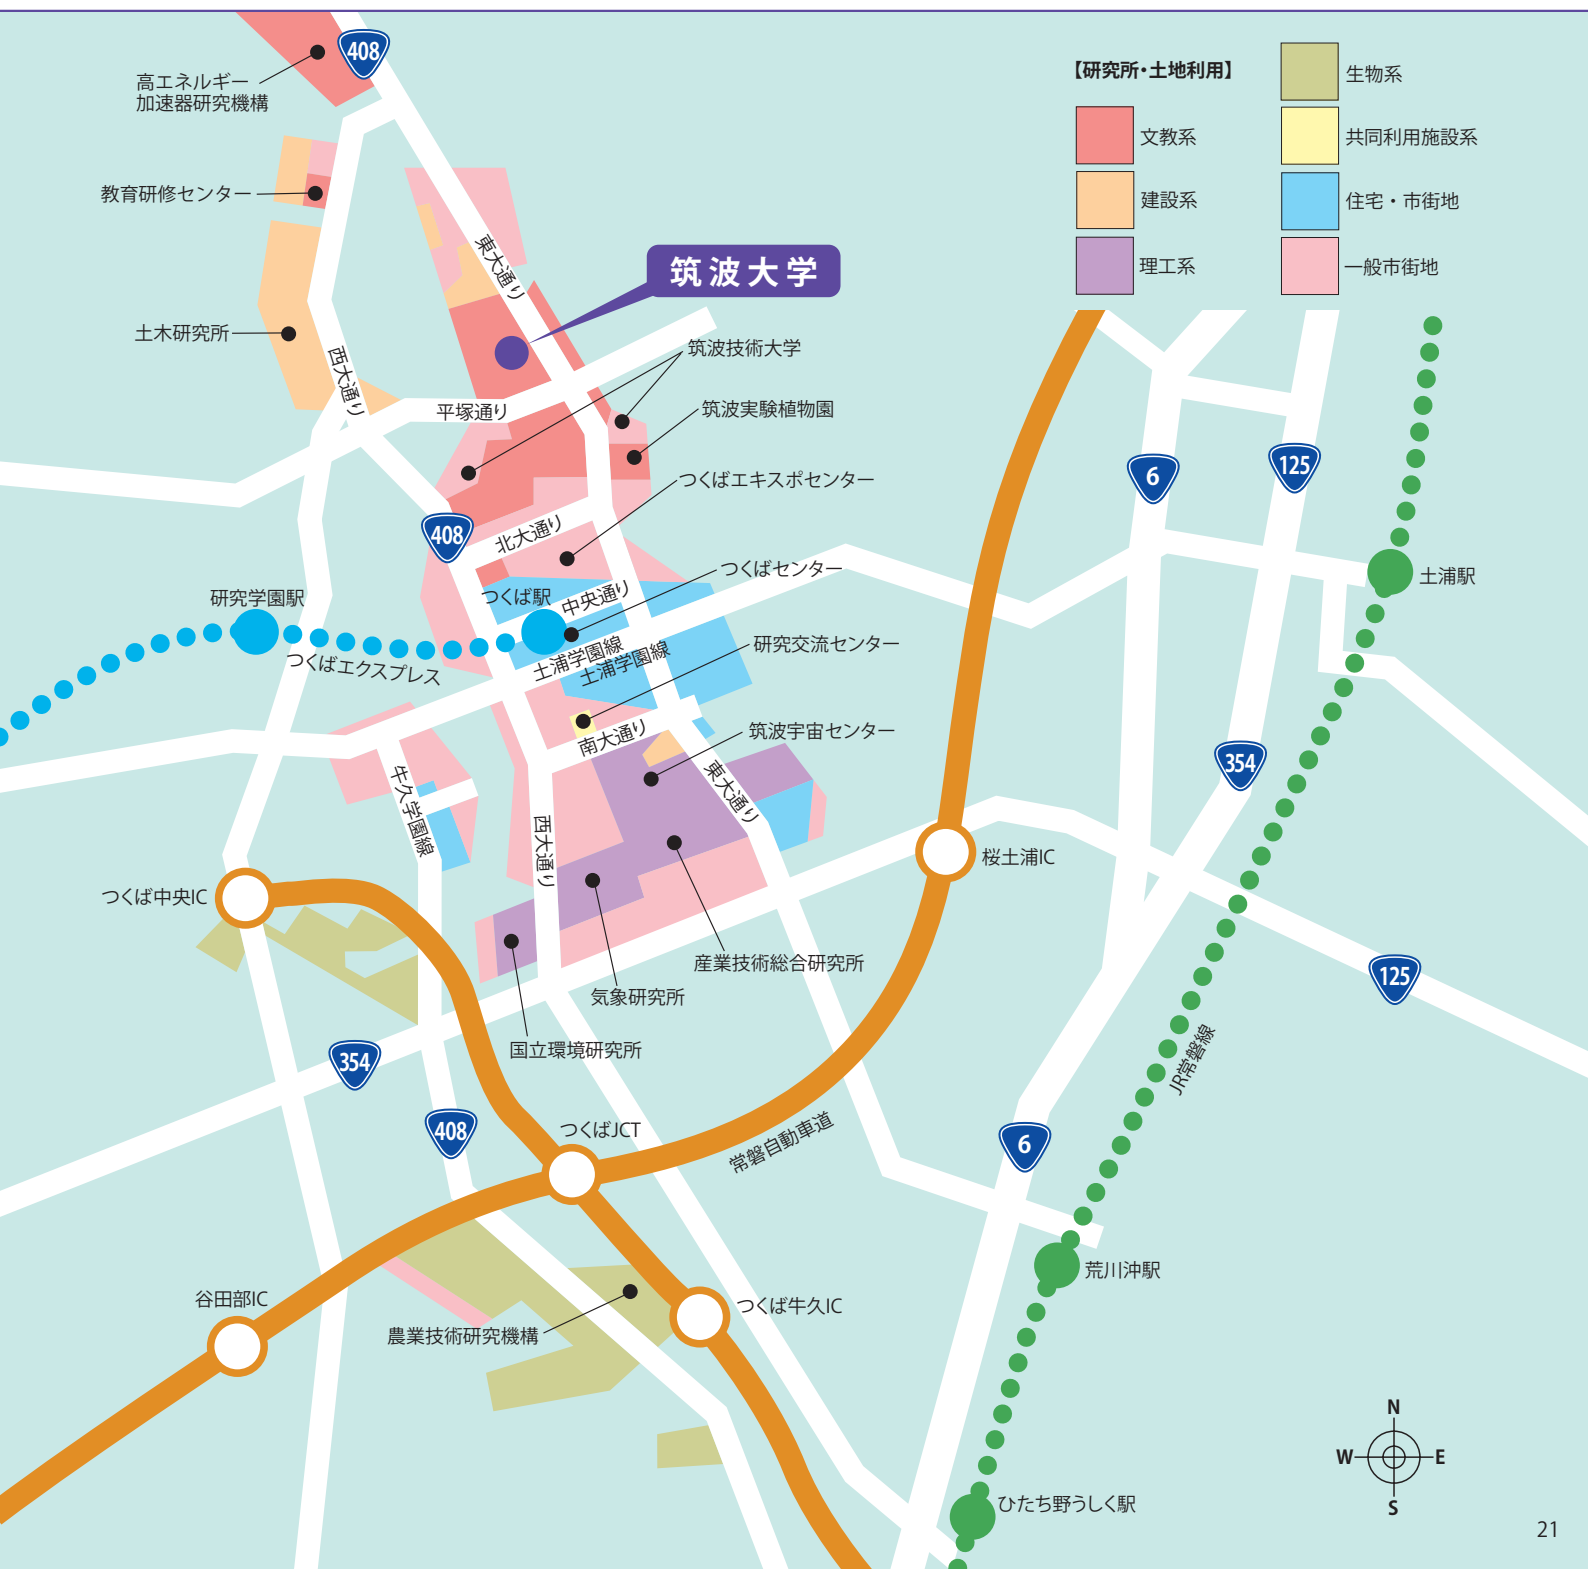 408
高エネルギー
加速器研究機構
【研究所・土地利用】
生物系
文教系
共同利用施設系
建設系
住宅・市街地
理工系
一般市街地
教育研修センター
東大通り
筑波大学
土木研究所
西大通り
筑波技術大学
平塚通り
筑波実験植物園
6
125
つくばエキスポセンター
408
北大通り
つくばセンター
土浦駅
研究学園駅
つくば駅
中央通り
土浦学園線
土浦学園線
研究交流センター
つくばエクスプレス
南大通り
筑波宇宙センター
354
牛久学園線
東大通り
西大通り
桜土浦IC
つくば中央IC
産業技術総合研究所
125
気象研究所
国立環境研究所
354
JR常磐線
408
つくばJCT
常磐自動車道
6
荒川沖駅
谷田部IC
つくば牛久IC
農業技術研究機構
N
W
E
S
ひたち野うしく駅
21